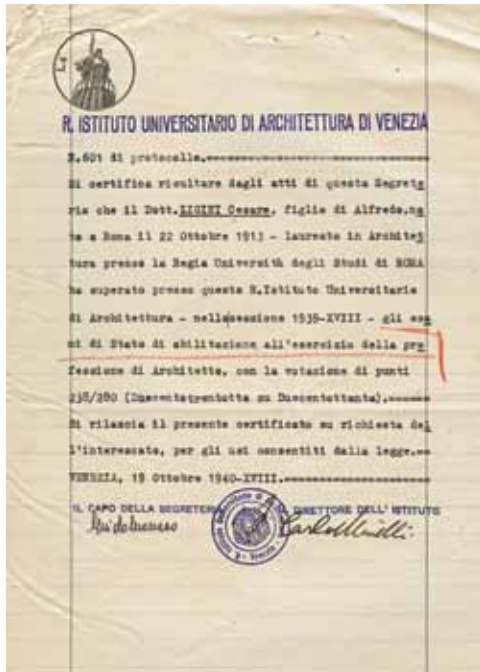 R. ISTITUTO UNIVERSITARIO DI ARCHITETTURA DI VENEZIA
N.601 di protocollo.
Si certifica risultare dagli atti di questa Segrete
ria che il Dott. LIGINI Cesare, figlio di Alfredo, na
to a Roma il 22 Ottobre 1913 - laureato in Architet
tura presso la Regia Università degli Studi di ROMA
ha superato presso questo R.Istituto Universitario
di Architettura - nella sessione 1939-XVIII - gli esa
mi di Stato di abilitazione all'esercizio della pro
fessione di Architetto, con la votazione di punti
238/280 (Duecentotrentotto su Duecentottanta).
Si rilascia il presente certificato su richiesta del
l'interessato, per gli usi consentiti dalla legge.
VENEZIA, 19 Ottobre 1940-XVIII.
IL CAPO DELLA SEGRETERIA IL DIRETTORE DELL'ISTITUTO